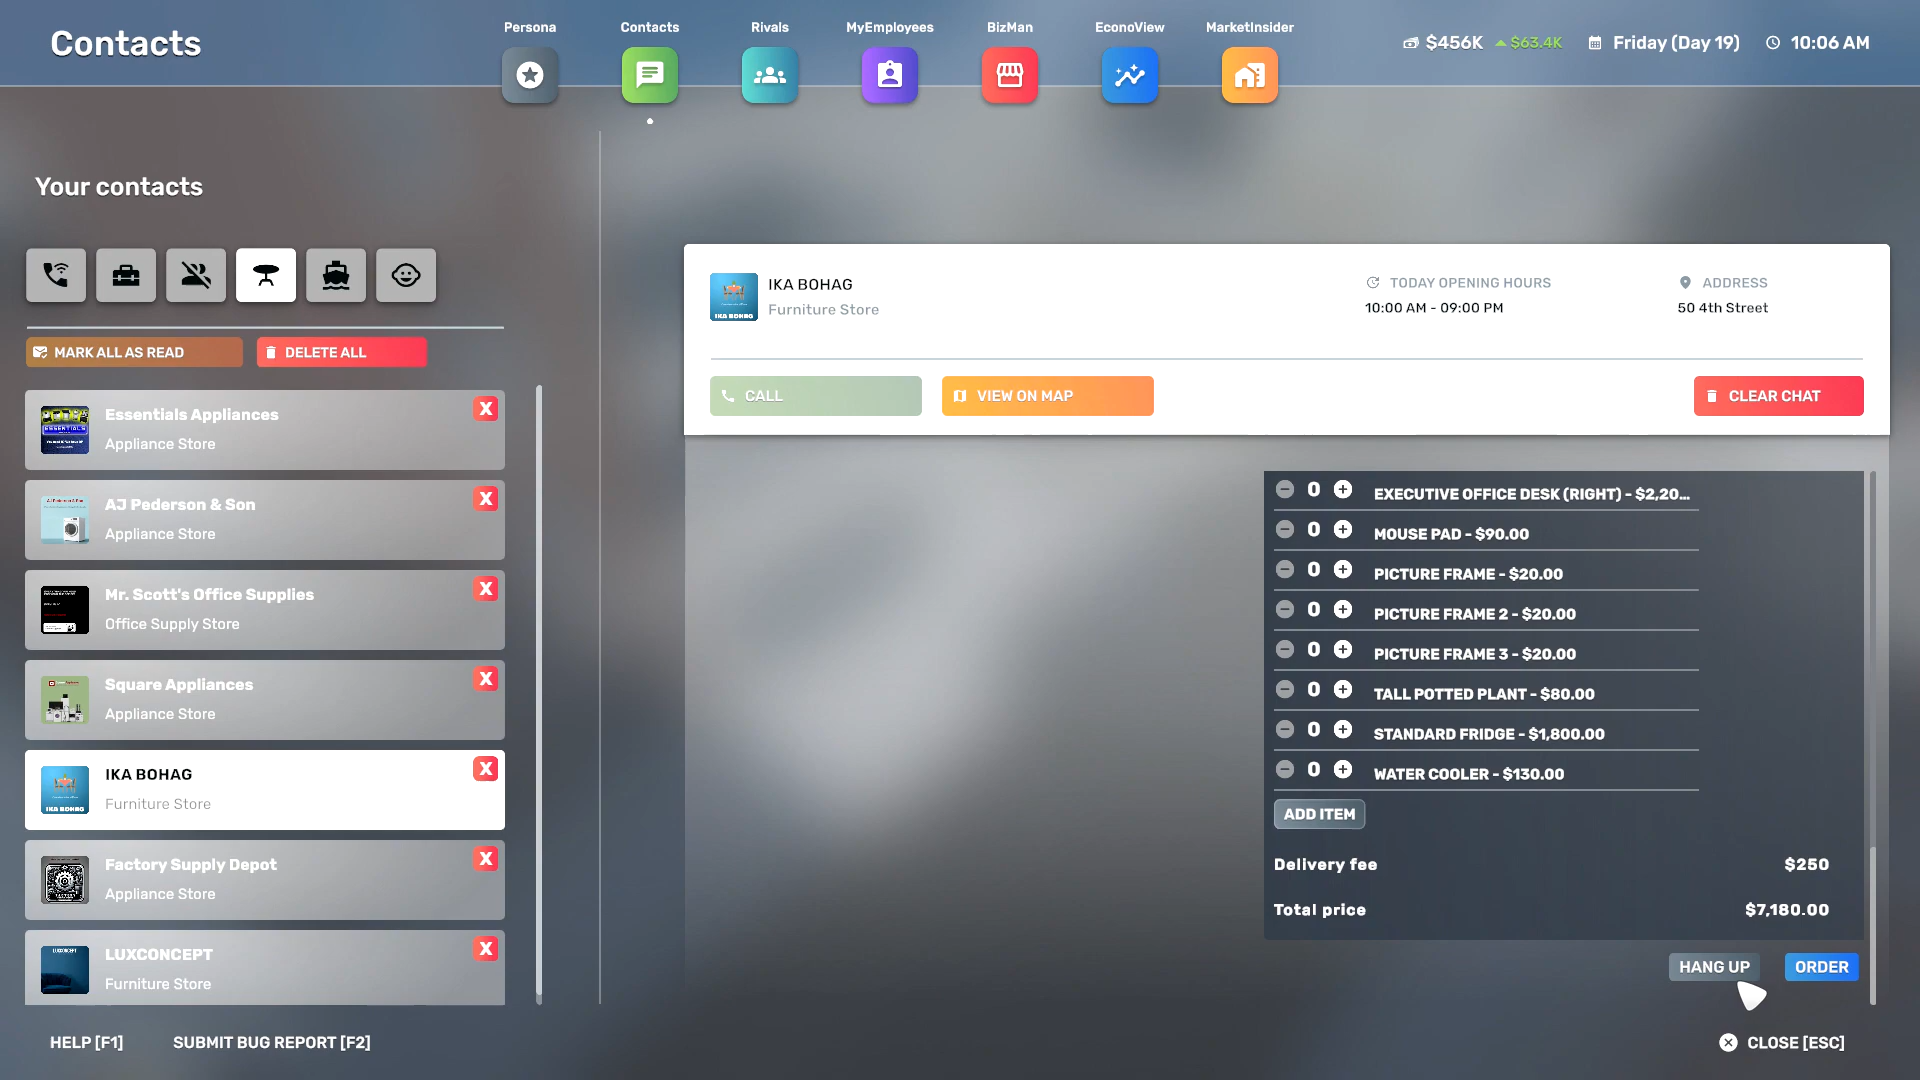 Contacts
Persona
Contacts
Rivals
MyEmployees
BizMan
EconoView
MarketInsider
$456K
$63.4K
Friday (Day 19)
10:06 AM
Your contacts
MARK ALL AS READ
DELETE ALL
Essentials Appliances
Appliance Store
X
AJ Pederson & Son
Appliance Store
X
Mr. Scott's Office Supplies
Office Supply Store
X
Square Appliances
Appliance Store
X
IKA BOHAG
IKA BOHAG
Furniture Store
X
Factory Supply Depot
Appliance Store
X
LUXCONCEPT
LUXCONCEPT
Furniture Store
X
IKA BOHAG
IKA BOHAG
Furniture Store
TODAY OPENING HOURS
10:00 AM - 09:00 PM
ADDRESS
50 4th Street
CALL
VIEW ON MAP
CLEAR CHAT
0 EXECUTIVE OFFICE DESK (RIGHT) - $2,20...
0 MOUSE PAD - $90.00
0 PICTURE FRAME - $20.00
0 PICTURE FRAME 2 - $20.00
0 PICTURE FRAME 3 - $20.00
0 TALL POTTED PLANT - $80.00
0 STANDARD FRIDGE - $1,800.00
0 WATER COOLER - $130.00
ADD ITEM
Delivery fee $250
Total price $7,180.00
HANG UP
ORDER
HELP [F1]
SUBMIT BUG REPORT [F2]
CLOSE [ESC]